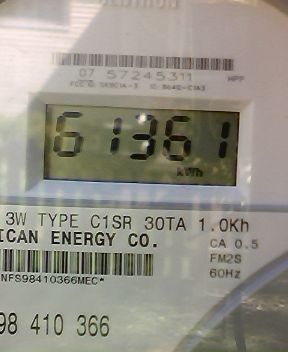 07 57245311 MPP
61361
kWh
3W TYPE C1SR 30TA 1.0Kh
ICAN ENERGY CO.
CA 0.5
FM2S
60Hz
NFS98410366MEC*
98 410 366